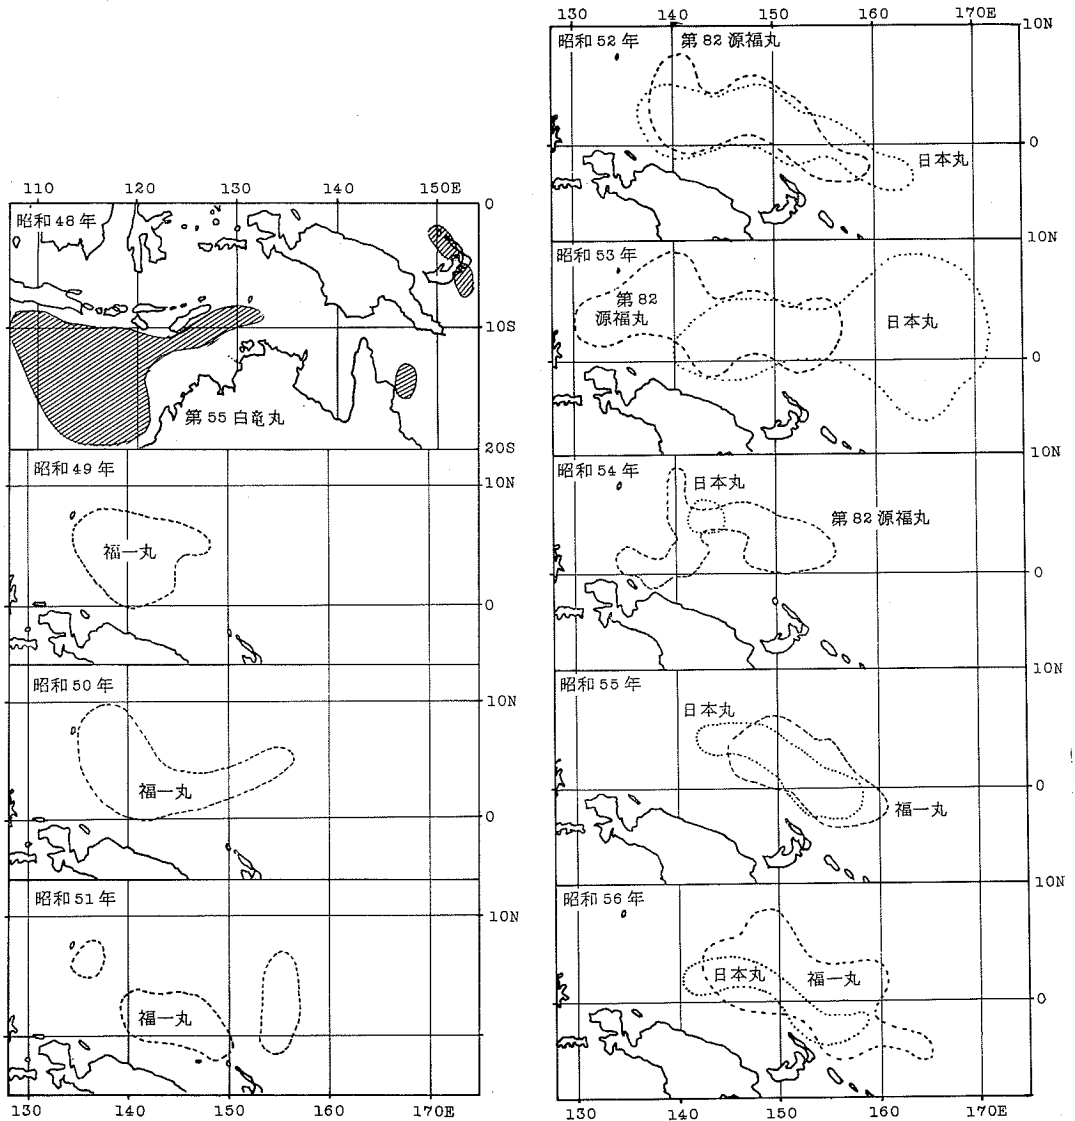 110 120 130 140 150E
昭和48年
0
10S
第55白竜丸
20S
昭和49年
10N
福一丸
0
昭和50年
10N
福一丸
0
昭和51年
10N
福一丸
130 140 150 160 170E
130 140 150 160 170E
10N
昭和52年 第82源福丸
0
日本丸
10N
昭和53年
第82
源福丸
日本丸
0
10N
昭和54年
日本丸
第82源福丸
0
10N
昭和55年
日本丸
0
福一丸
10N
昭和56年
日本丸 福一丸
0
130 140 150 160 170E